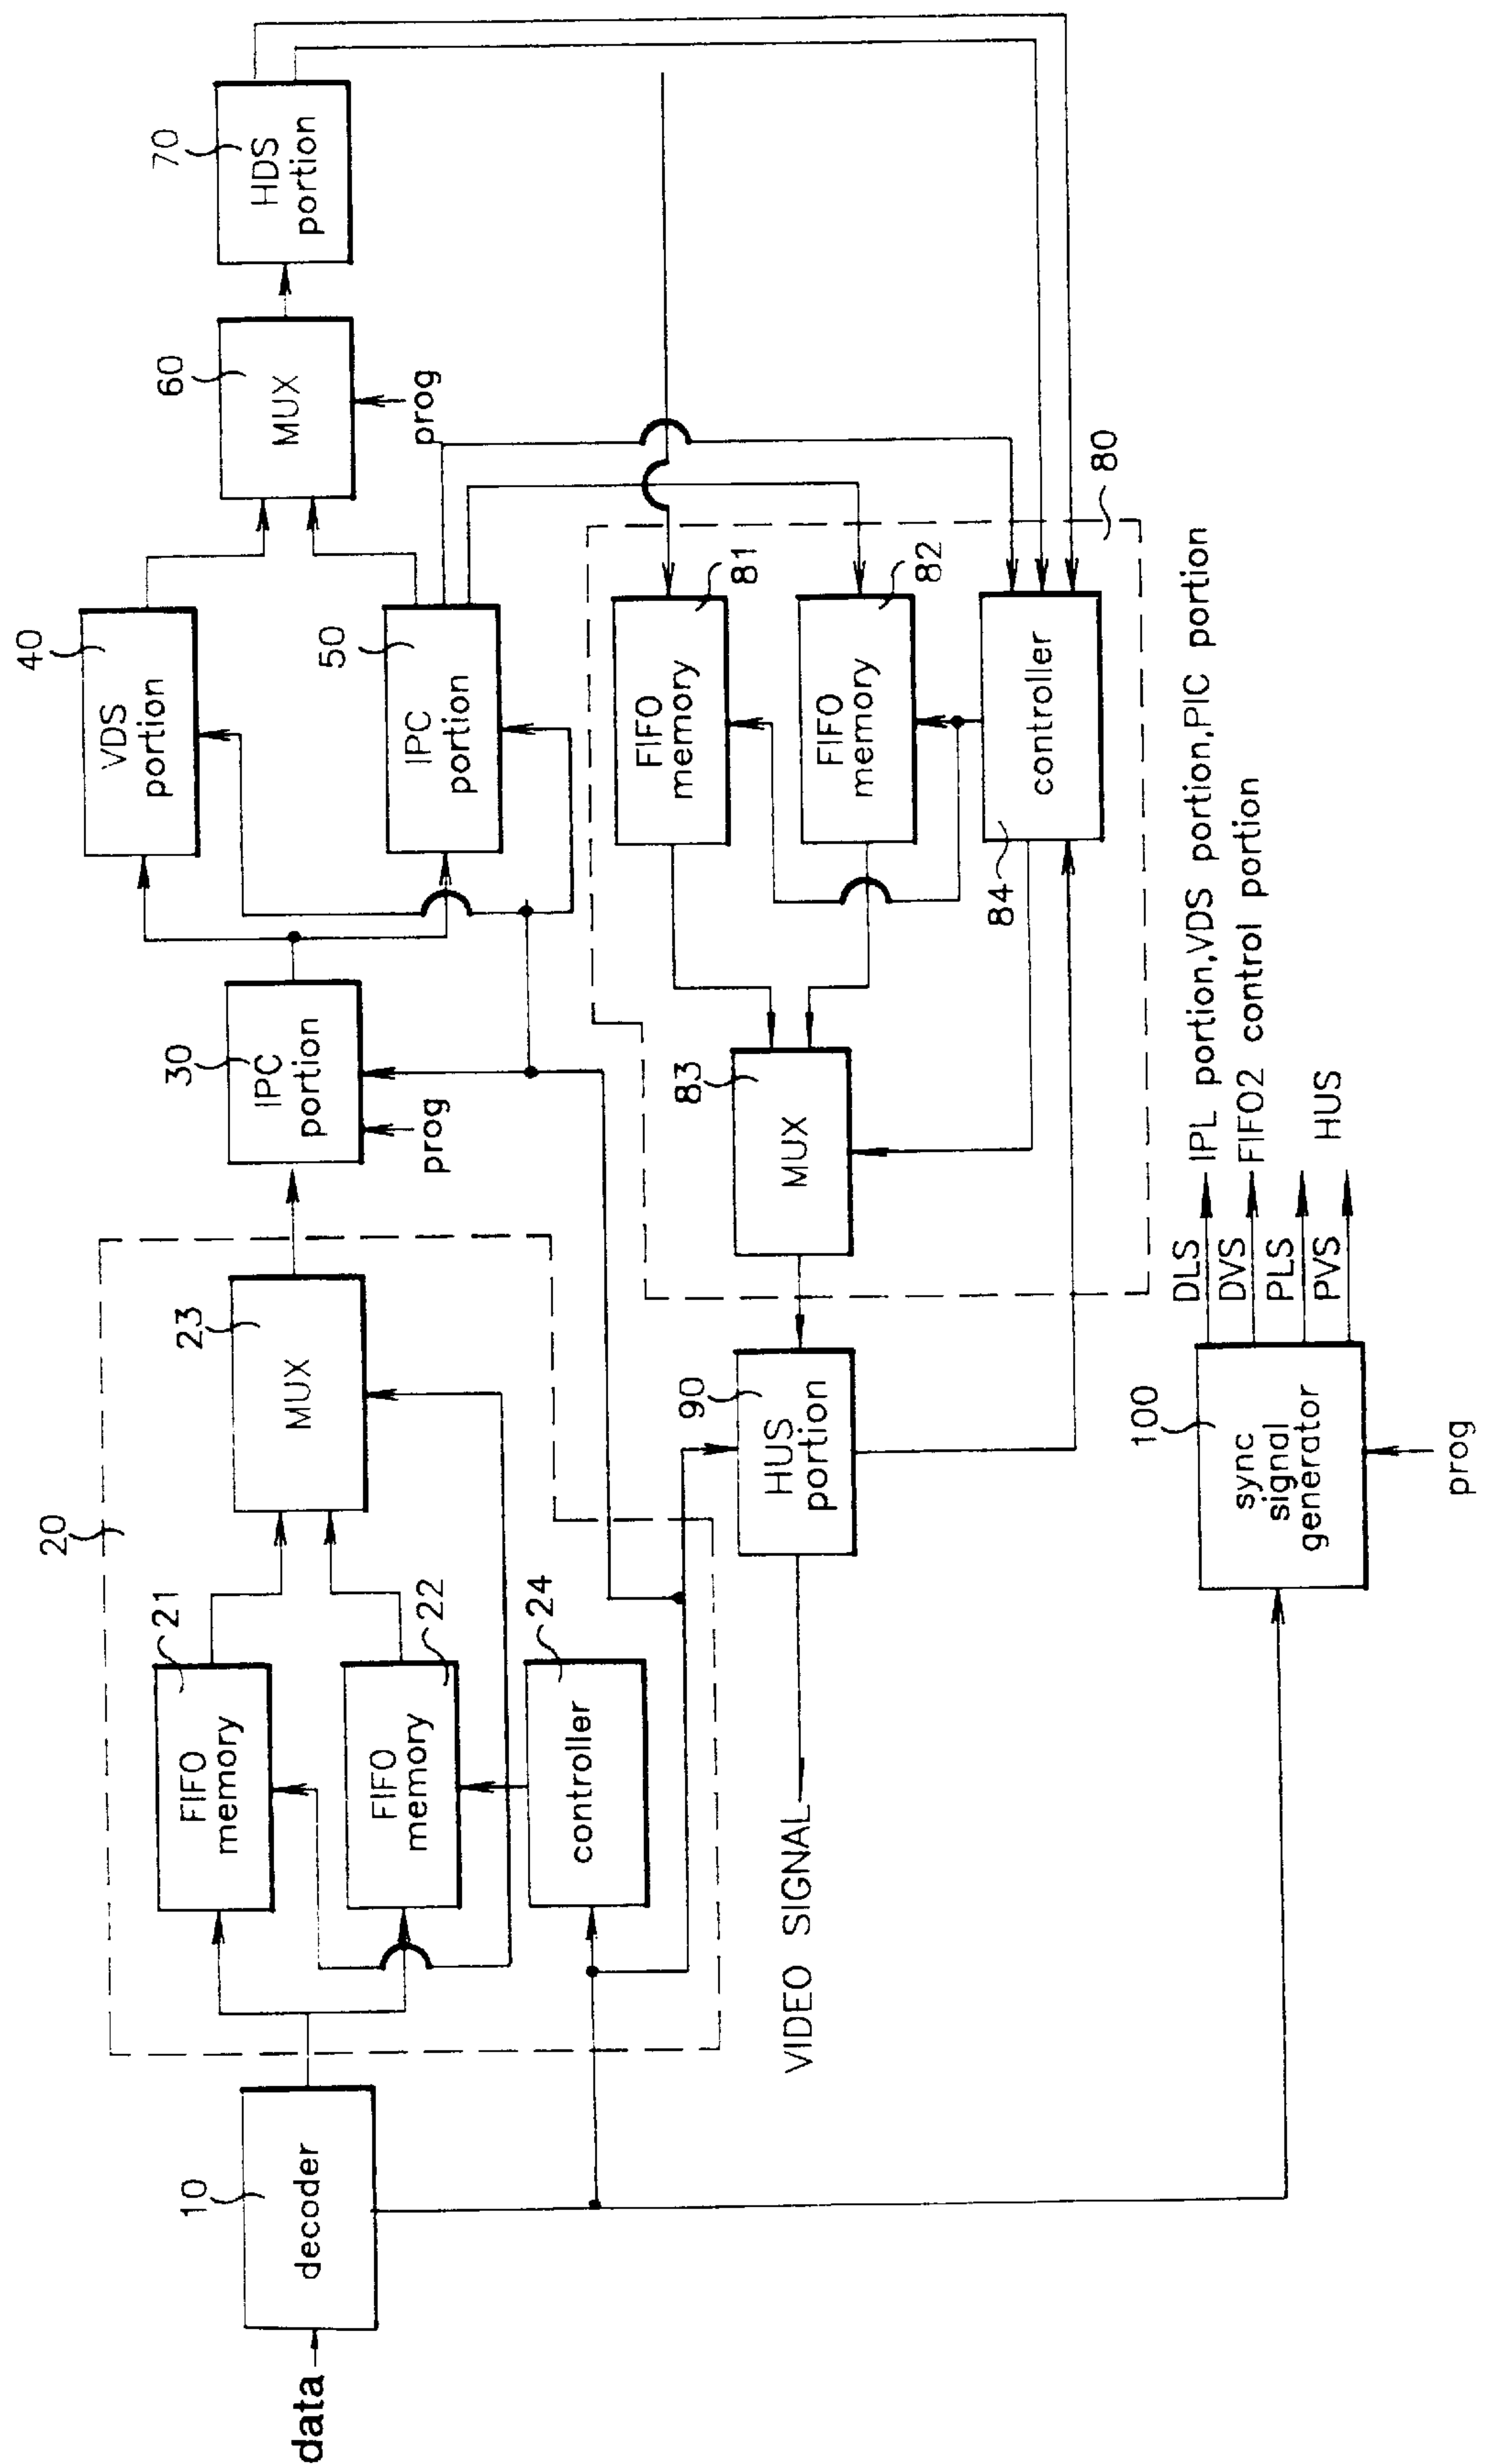 data
10
decoder
20
21
FIFO
memory
22
FIFO
memory
23
MUX
24
controller
30
IPC
portion
prog
40
VDS
portion
50
IPC
portion
60
MUX
prog
70
HDS
portion
80
81
FIFO
memory
82
FIFO
memory
83
MUX
84
controller
90
HUS
portion
VIDEO SIGNAL
100
sync
signal
generator
prog
DLS
IPL portion,VDS portion,PIC portion
DVS
FIFO2 control portion
PLS
PVS
HUS